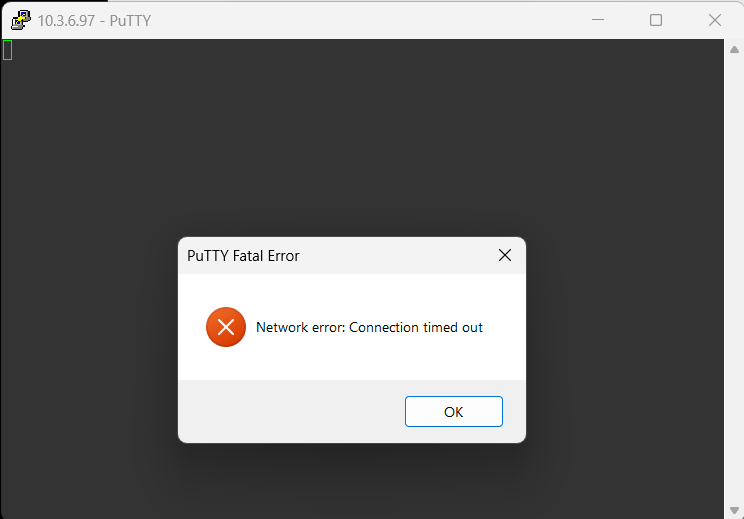 10.3.6.97 - PuTTY
PuTTY Fatal Error
Network error: Connection timed out
OK